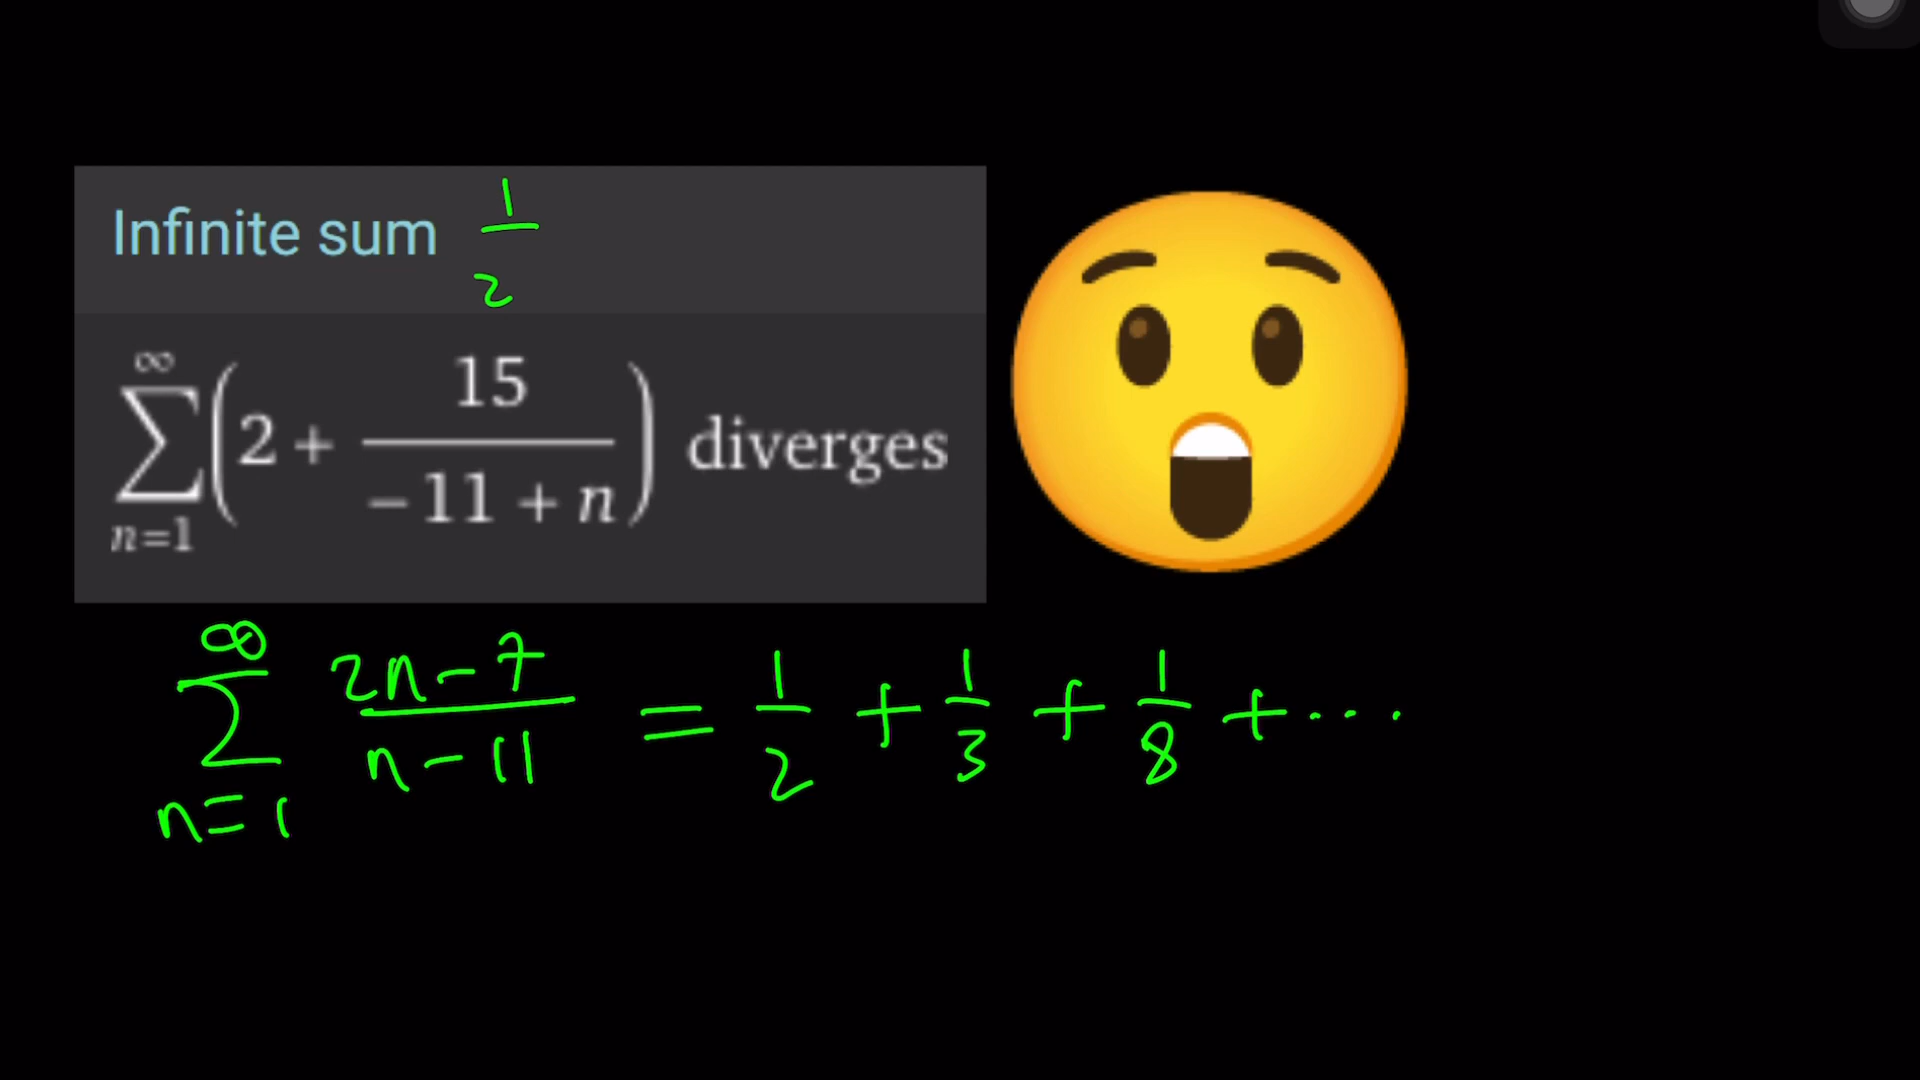 Infinite sum 1/2
∞
∑ (2 + 15/(−11 + n)) diverges
n=1
∞
∑ (2n − 7)/(n − 11) = 1/2 + 1/3 + 1/8 + ...
n=1